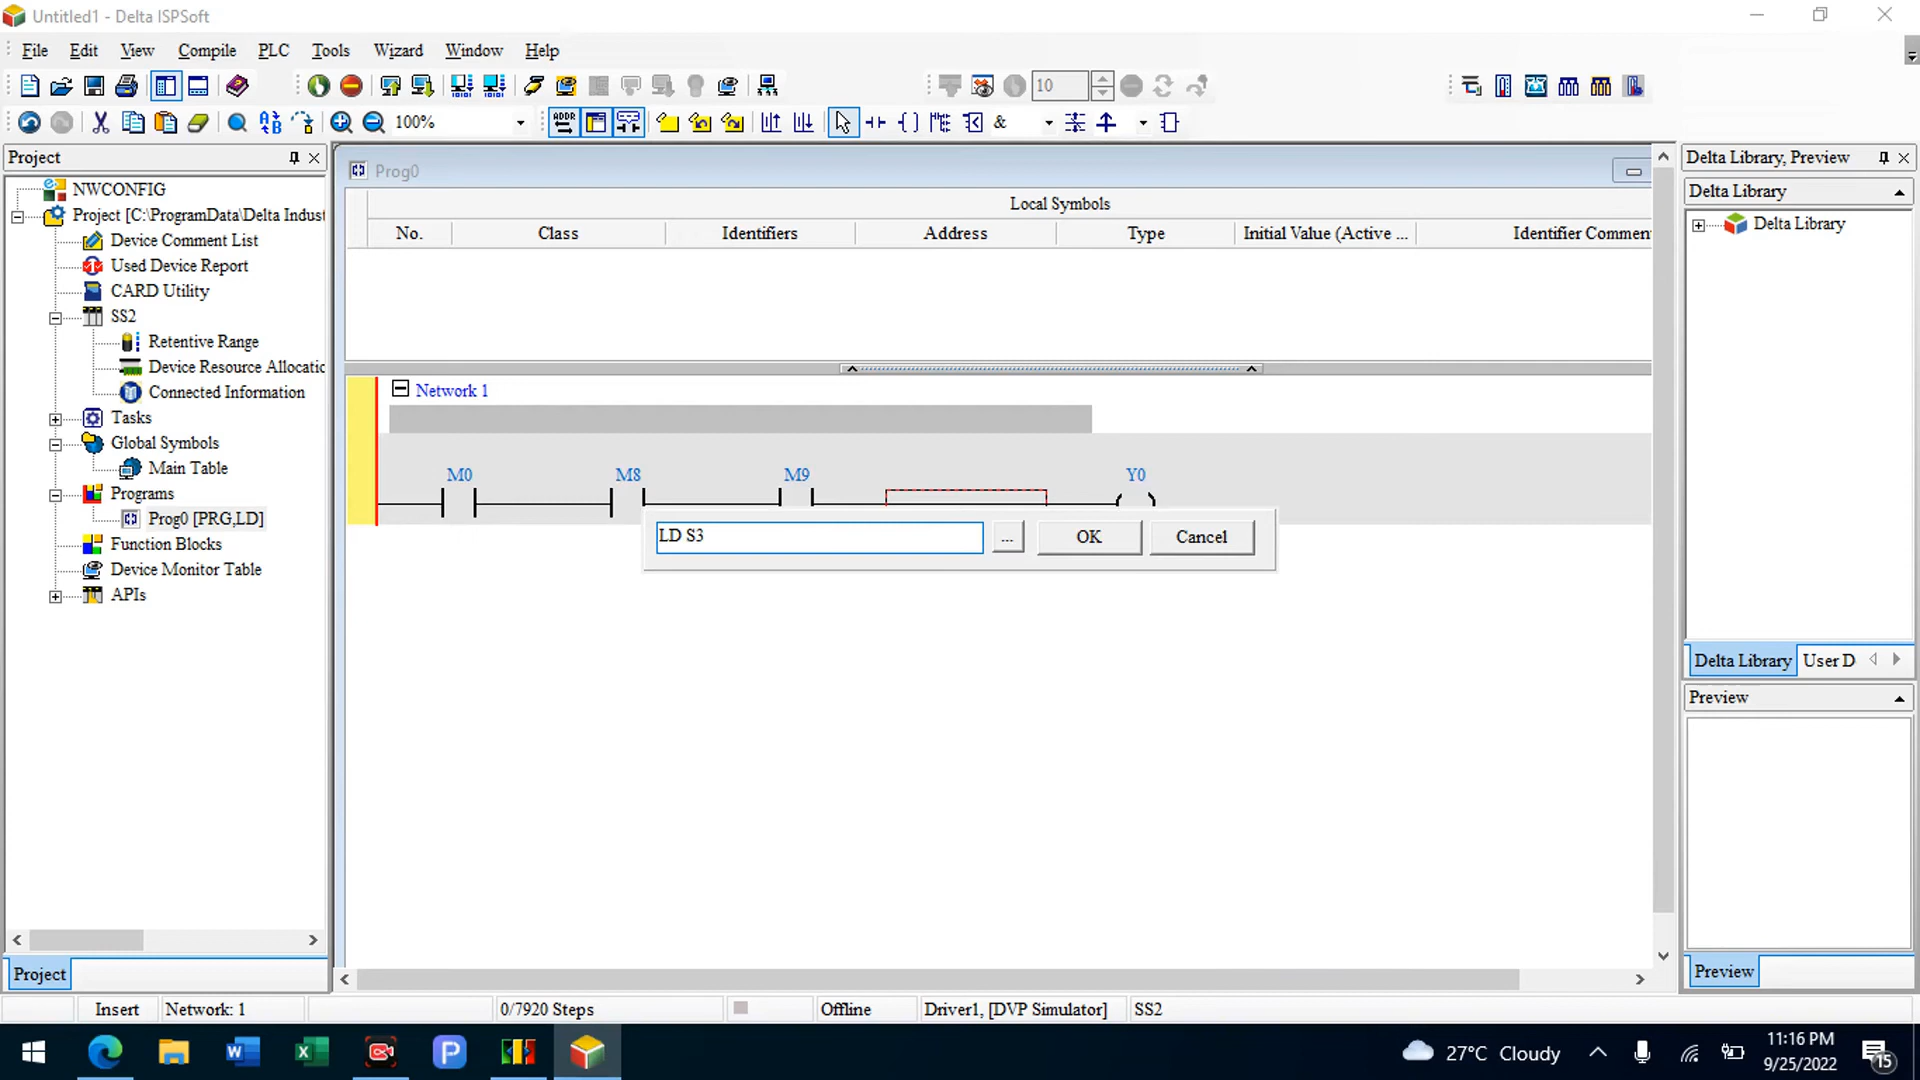 Untitled1 - Delta ISPSoft
File Edit View Compile PLC Tools Wizard Window Help
10
100%
ADDR
&
Project
NWCONFIG
Project [C:\ProgramData\Delta Indust
Device Comment List
Used Device Report
CARD Utility
SS2
Retentive Range
Device Resource Allocatic
Connected Information
Tasks
Global Symbols
Main Table
Programs
Prog0 [PRG,LD]
Function Blocks
Device Monitor Table
APIs
Project
Prog0
Local Symbols
No. Class Identifiers Address Type Initial Value (Active ... Identifier Commen
Network 1
M0 M8 M9 Y0
LD S3 ... OK Cancel
Delta Library, Preview
Delta Library
Delta Library
Delta Library User D
Preview
Preview
Insert Network: 1 0/7920 Steps Offline Driver1, [DVP Simulator] SS2
27°C Cloudy
11:16 PM
9/25/2022
15